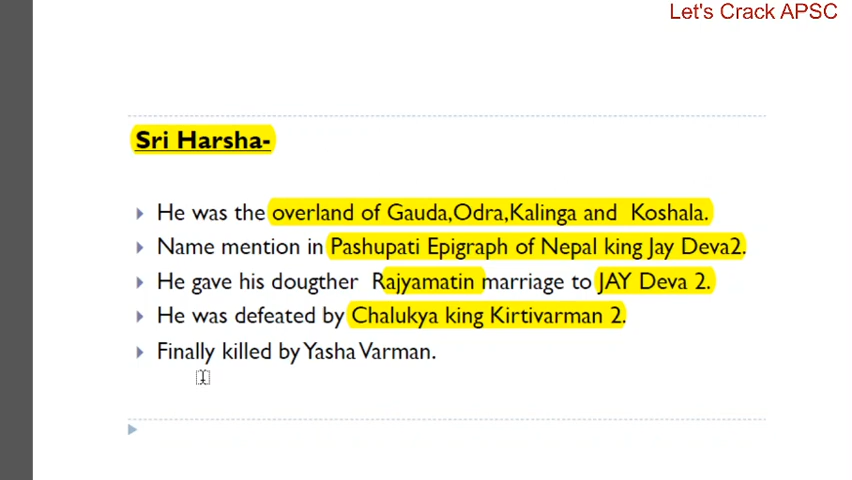 Let's Crack APSC
Sri Harsha-
He was the overland of Gauda,Odra,Kalinga and Koshala.
Name mention in Pashupati Epigraph of Nepal king Jay Deva2.
He gave his dougther Rajyamatin marriage to JAY Deva 2.
He was defeated by Chalukya king Kirtivarman 2.
Finally killed by Yasha Varman.